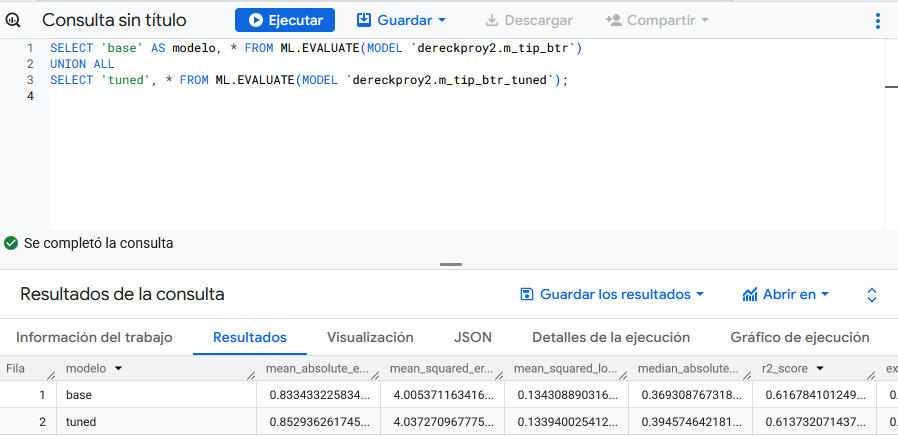 Consulta sin título Ejecutar Guardar Descargar Compartir
1 SELECT 'base' AS modelo, * FROM ML.EVALUATE(MODEL `dereckproy2.m_tip_btr`)
2 UNION ALL
3 SELECT 'tuned', * FROM ML.EVALUATE(MODEL `dereckproy2.m_tip_btr_tuned`);
4
Se completó la consulta
Resultados de la consulta Guardar los resultados Abrir en
Información del trabajo Resultados Visualización JSON Detalles de la ejecución Gráfico de ejecución
Fila modelo mean_absolute_e... mean_squared_er... mean_squared_lo... median_absolute... r2_score ex
1 base 0.833433225834... 4.005371163416... 0.134308890316... 0.369308767318... 0.616784101249... 0.
2 tuned 0.852936261745... 4.037270967775... 0.133940025412... 0.394574642181... 0.613732071437... 0.